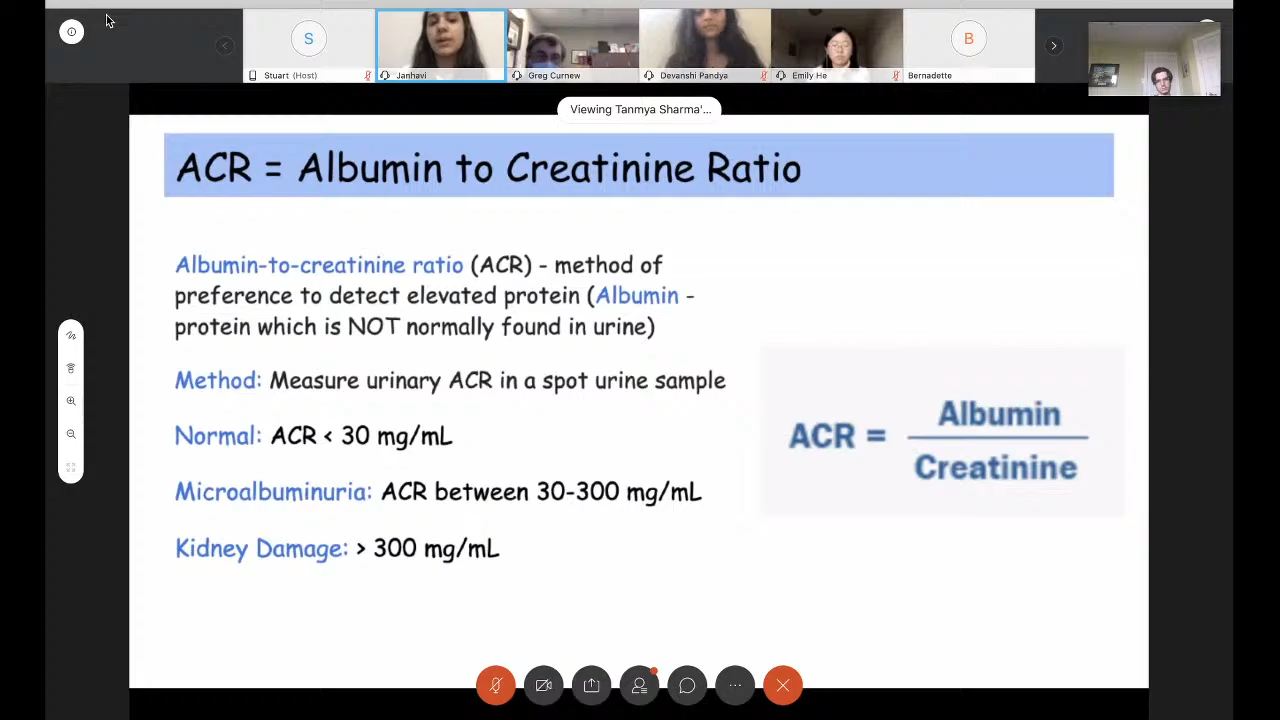 S
B
Stuart (Host)
Janhavi
Greg Curnew
Devanshi Pandya
Emily He
Bernadette
Viewing Tanmya Sharma'...
ACR = Albumin to Creatinine Ratio
Albumin-to-creatinine ratio (ACR) - method of
preference to detect elevated protein (Albumin -
protein which is NOT normally found in urine)
Method: Measure urinary ACR in a spot urine sample
Normal: ACR < 30 mg/mL
Microalbuminuria: ACR between 30-300 mg/mL
Kidney Damage: > 300 mg/mL
ACR =
Albumin
Creatinine